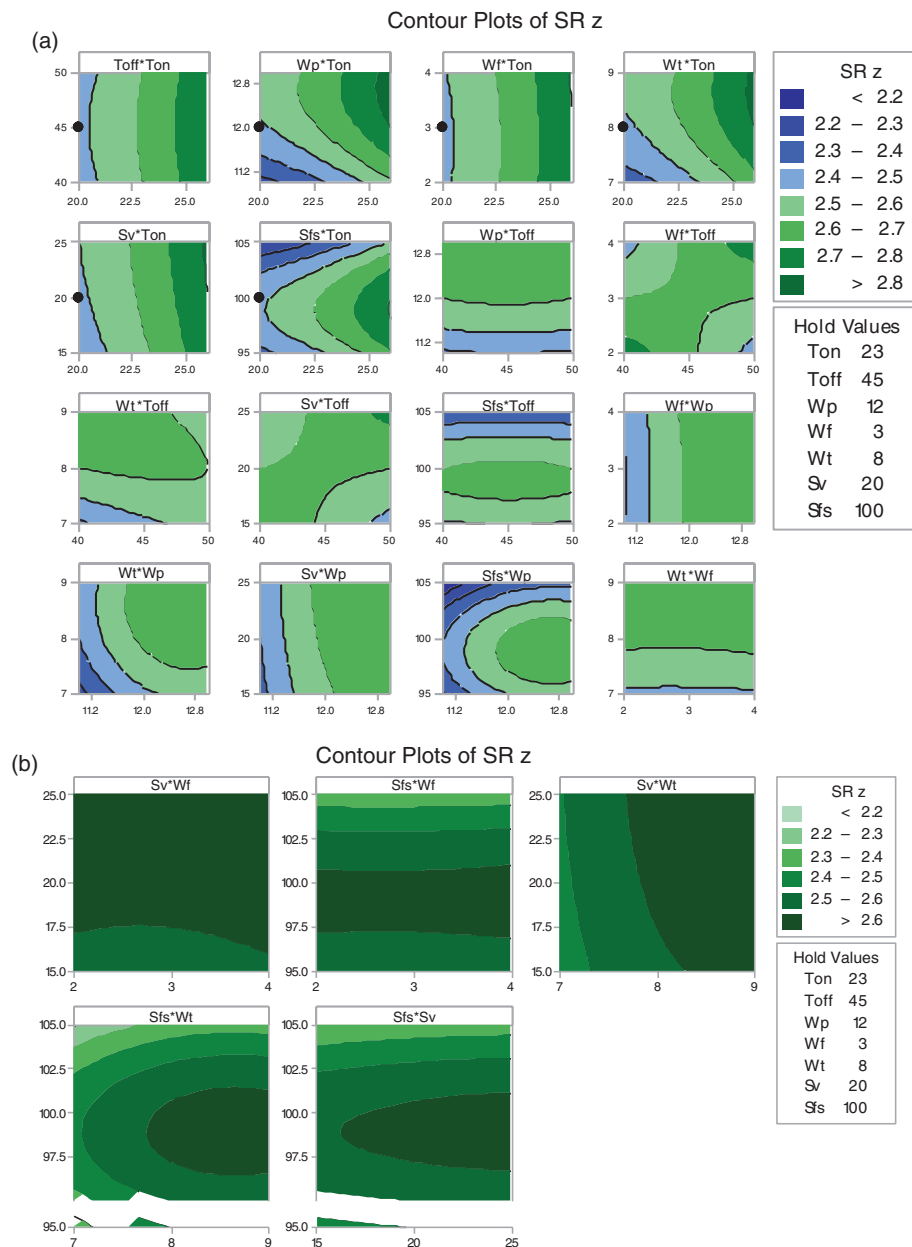 Contour Plots of SR z
(a)
Toff*Ton
Wp*Ton
Wf*Ton
Wt*Ton
50
45
40
20.0 22.5 25.0
12.8
12.0
112
20.0 22.5 25.0
4
3
2
20.0 22.5 25.0
9
8
7
20.0 22.5 25.0
Sv*Ton
Sfs*Ton
Wp*Toff
Wf*Toff
25
20
15
20.0 22.5 25.0
105
100
95
20.0 22.5 25.0
12.8
12.0
112
40 45 50
4
3
2
40 45 50
Wt*Toff
Sv*Toff
Sfs*Toff
Wf*Wp
9
8
7
40 45 50
25
20
15
40 45 50
105
100
95
40 45 50
4
3
2
11.2 12.0 12.8
Wt*Wp
Sv*Wp
Sfs*Wp
Wt*Wf
9
8
7
112 12.0 12.8
25
20
15
112 12.0 12.8
105
100
95
112 12.0 12.8
9
8
7
2 3 4
SR z
< 2.2
2.2 – 2.3
2.3 – 2.4
2.4 – 2.5
2.5 – 2.6
2.6 – 2.7
2.7 – 2.8
> 2.8
Hold Values
Ton 23
Toff 45
Wp 12
Wf 3
Wt 8
Sv 20
Sfs 100
(b)
Contour Plots of SR z
Sv*Wf
Sfs*Wf
Sv*Wt
25.0
22.5
20.0
17.5
15.0
2 3 4
105.0
102.5
100.0
97.5
95.0
2 3 4
25.0
22.5
20.0
17.5
15.0
7 8 9
Sfs*Wt
Sfs*Sv
105.0
102.5
100.0
97.5
95.0
7 8 9
105.0
102.5
100.0
97.5
95.0
15 20 25
SR z
< 2.2
2.2 – 2.3
2.3 – 2.4
2.4 – 2.5
2.5 – 2.6
> 2.6
Hold Values
Ton 23
Toff 45
Wp 12
Wf 3
Wt 8
Sv 20
Sfs 100